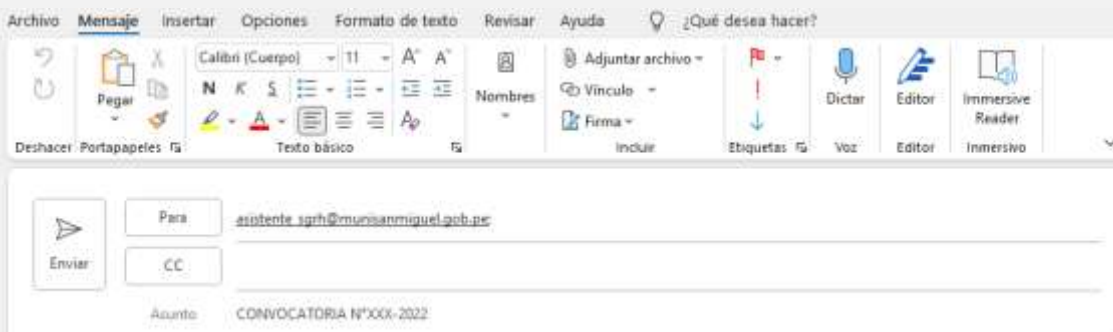 Archivo Mensaje Insertar Opciones Formato de texto Revisar Ayuda ¿Qué desea hacer?
Calibri (Cuerpo) 11 A A Adjuntar archivo
Pegar N K S Nombres Vínculo Dictar Editor Immersive Reader
A A Firma
Deshacer Portapapeles Texto básico Incluir Etiquetas Voz Editor Inmersivo
Para asistente_sgrh@munisanmiguel.gob.pe;
Enviar CC
Asunto CONVOCATORIA N°XXX-2022